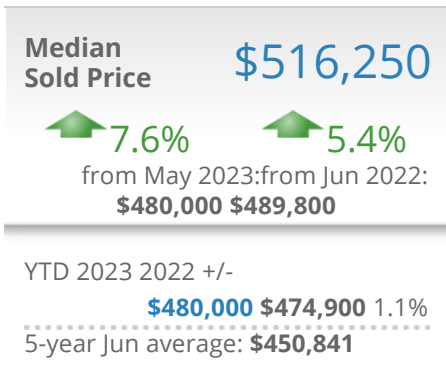 Median
Sold Price
$516,250
7.6% 5.4%
from May 2023:from Jun 2022:
$480,000 $489,800
YTD 2023 2022 +/-
$480,000 $474,900 1.1%
5-year Jun average: $450,841